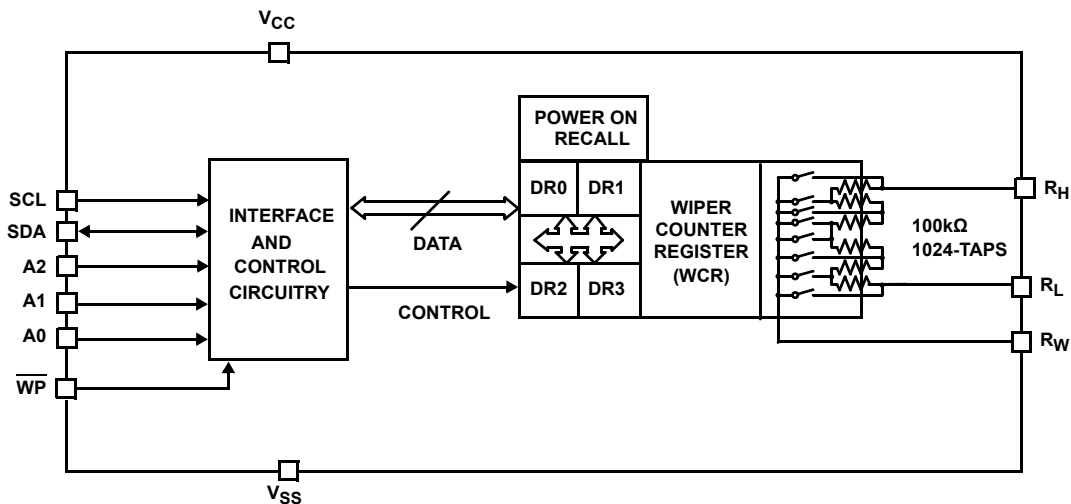 VCC
POWER ON
RECALL
SCL
SDA
A2
A1
A0
WP
INTERFACE
AND
CONTROL
CIRCUITRY
DATA
CONTROL
DR0 DR1
DR2 DR3
WIPER
COUNTER
REGISTER
(WCR)
100kΩ
1024-TAPS
RH
RL
RW
VSS